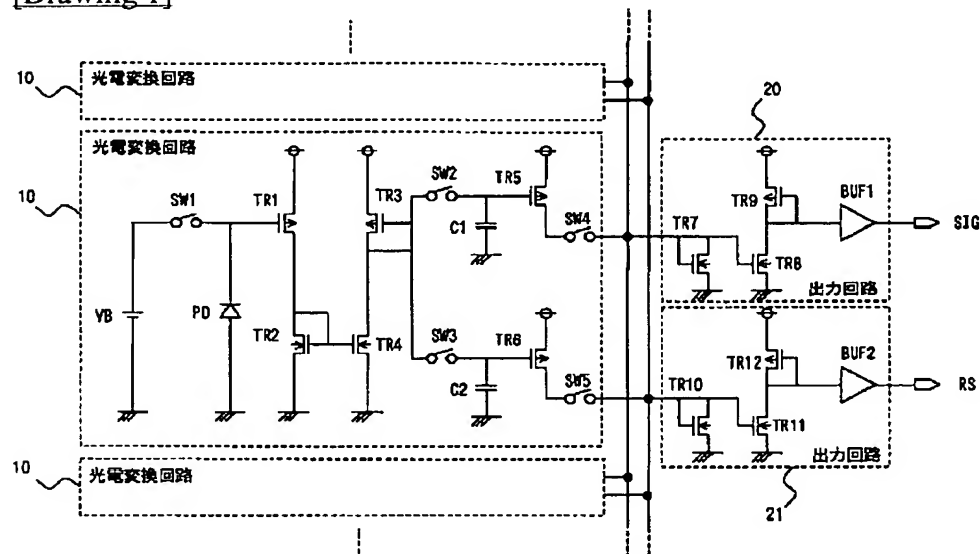 [Drawing 1]
10
光電変換回路
10
光電変換回路
SW1
VB
PD
TR1
TR2
TR3
TR4
SW2
C1
TR5
SW4
SW3
C2
TR6
SW5
10
光電変換回路
20
TR7
TR8
TR9
BUF1
SIG
出力回路
TR10
TR11
TR12
BUF2
RS
出力回路
21